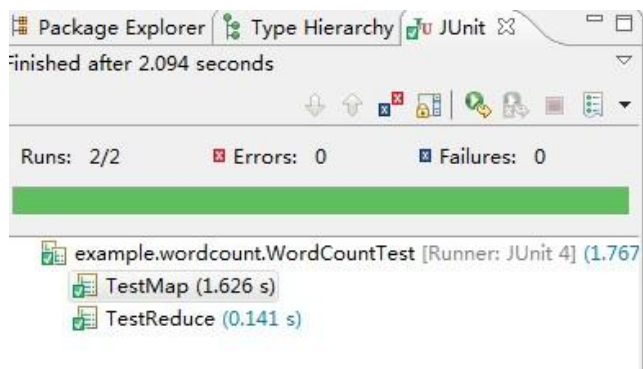 Package Explorer Type Hierarchy JUnit
Finished after 2.094 seconds
Runs: 2/2 Errors: 0 Failures: 0
example.wordcount.WordCountTest [Runner: JUnit 4] (1.767
TestMap (1.626 s)
TestReduce (0.141 s)